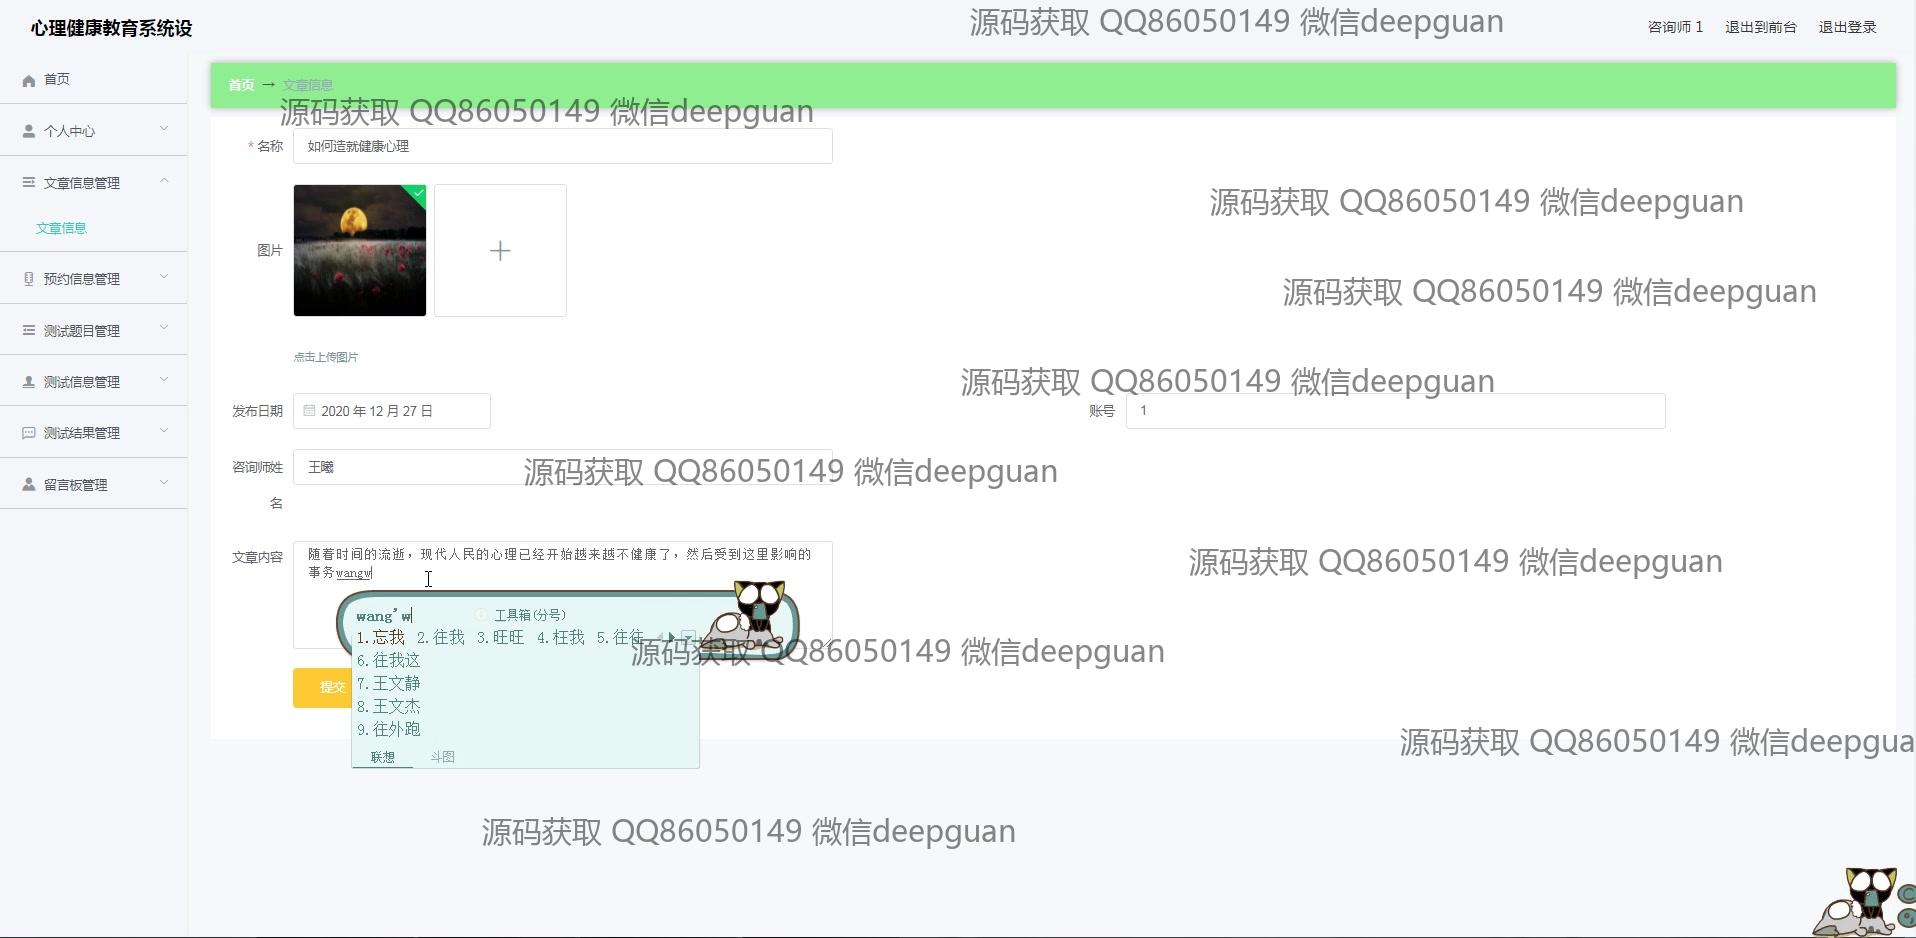 心理健康教育系统设
源码获取 QQ86050149 微信deepguan
咨询师 1 退出到前台 退出登录
首页
个人中心
文章信息管理
文章信息
预约信息管理
测试题目管理
测试信息管理
测试结果管理
留言板管理
首页 → 文章信息
源码获取 QQ86050149 微信deepguan
* 名称 如何造就健康心理
源码获取 QQ86050149 微信deepguan
图片
源码获取 QQ86050149 微信deepguan
点击上传图片
源码获取 QQ86050149 微信deepguan
发布日期 2020 年 12 月 27 日 账号 1
咨询师姓 王曦
名
源码获取 QQ86050149 微信deepguan
文章内容 随着时间的流逝，现代人民的心理已经开始越来越不健康了，然后受到这里影响的
事务wangw
源码获取 QQ86050149 微信deepguan
wang'w 工具箱(分号)
1.忘我 2.往我 3.旺旺 4.枉我 5.往往
源码获取 QQ86050149 微信deepguan
6.往我这
7.王文静
8.王文杰
9.往外跑
联想 斗图
提交
源码获取 QQ86050149 微信deepgua
源码获取 QQ86050149 微信deepguan